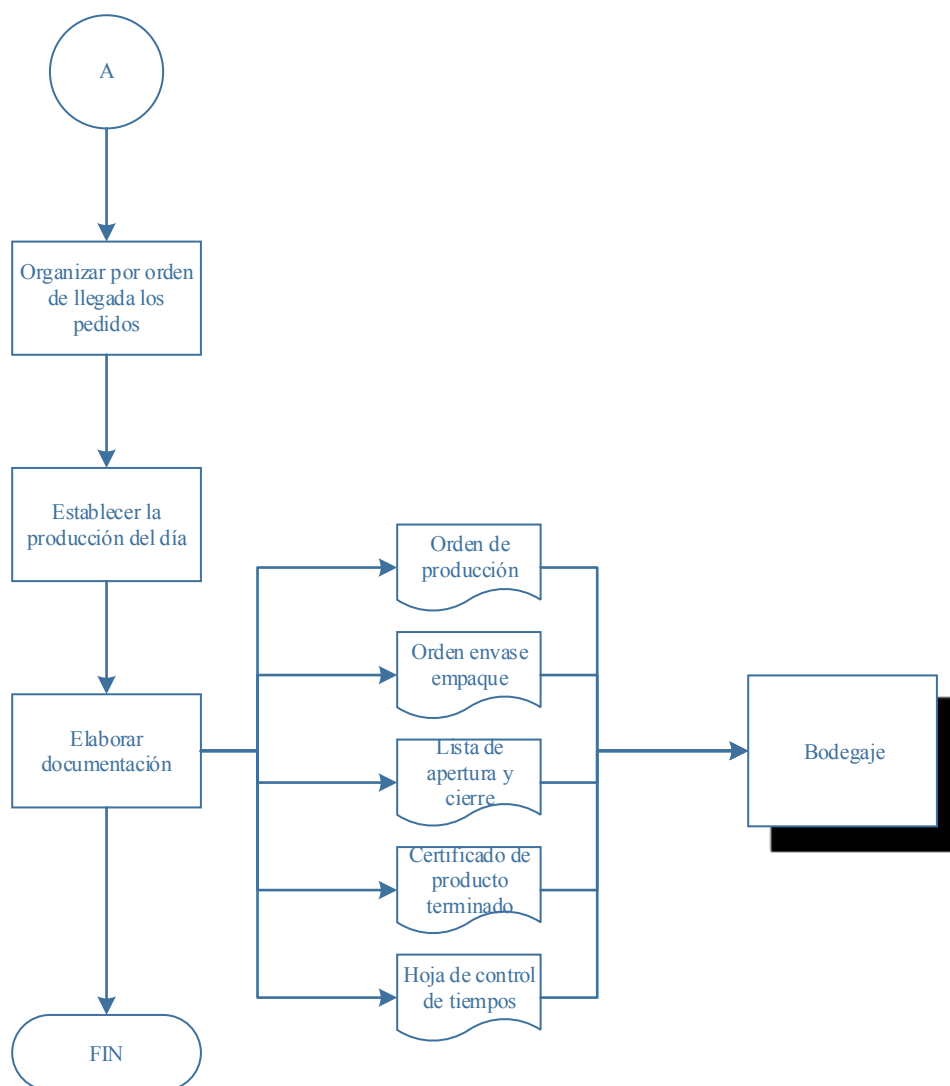 A
Organizar por orden
de llegada los
pedidos
Establecer la
producción del día
Elaborar
documentación
FIN
Orden de
producción
Orden envase
empaque
Lista de
apertura y
cierre
Certificado de
producto
terminado
Hoja de control
de tiempos
Bodegaje